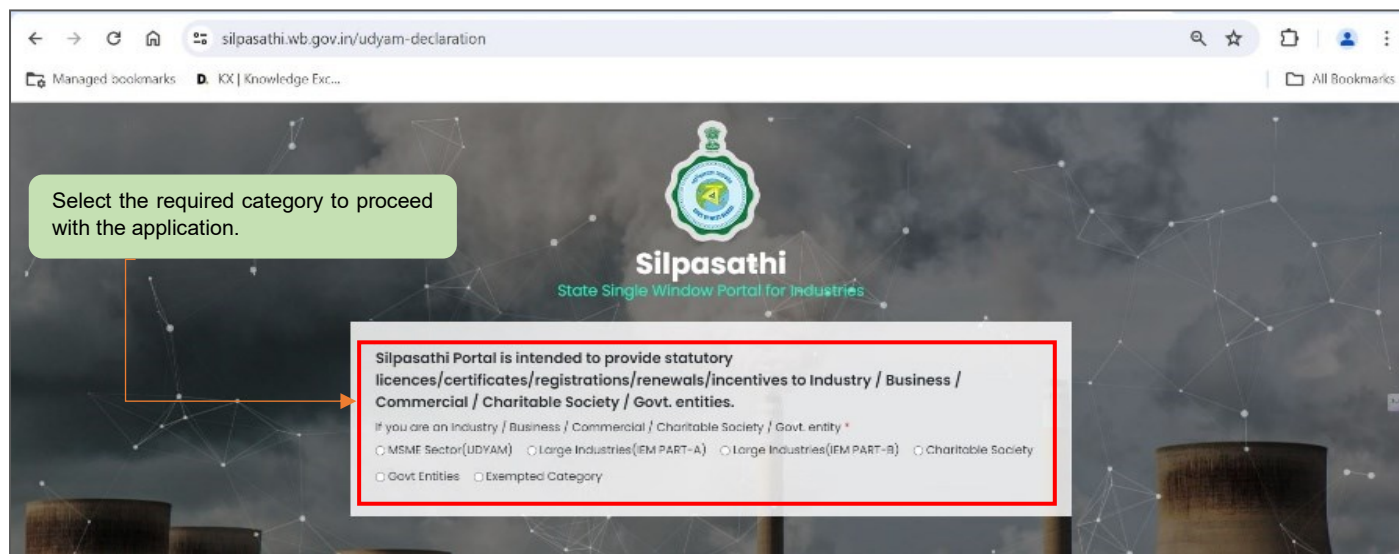 silpasathi.wb.gov.in/udyam-declaration
Managed bookmarks D. KX | Knowledge Exc... All Bookmarks
Select the required category to proceed
with the application.
Silpasathi
State Single Window Portal for Industries
Silpasathi Portal is intended to provide statutory
licences/certificates/registrations/renewals/incentives to Industry / Business /
Commercial / Charitable Society / Govt. entities.
If you are an Industry / Business / Commercial / Charitable Society / Govt. entity *
MSME Sector(UDYAM) Large Industries(IEM PART-A) Large Industries(IEM PART-B) Charitable Society
Govt Entities Exempted Category